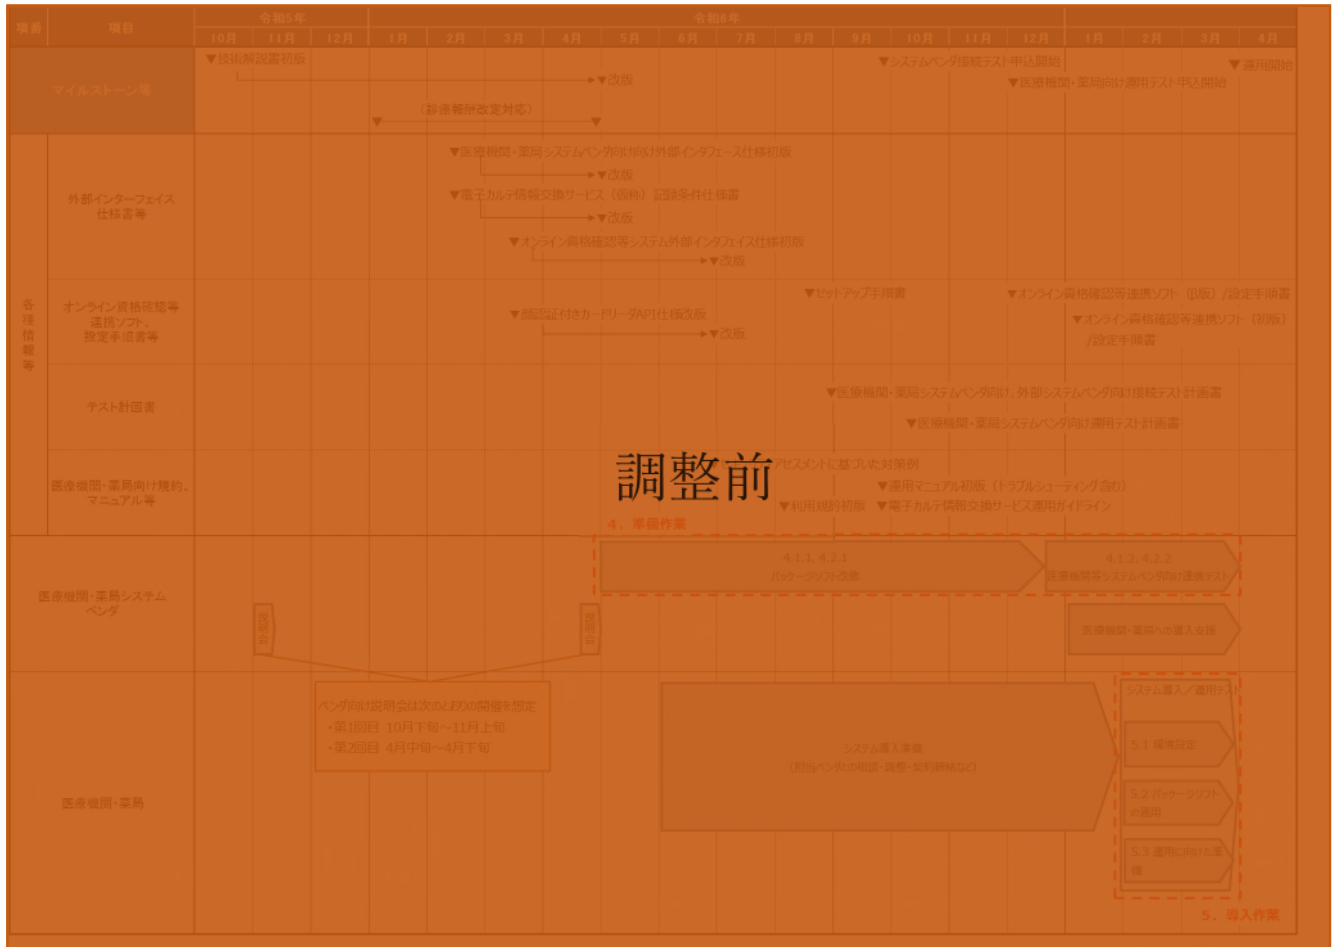 令和5年 令和6年
項番 項目 10月 11月 12月 1月 2月 3月 4月 5月 6月 7月 8月 9月 10月 11月 12月 1月 2月 3月 4月
マイルストーン等
▼技術解説書初版
▼改版
(診療報酬改定対応)
▼システムベンダ接続テスト申込開始
▼医療機関・薬局向け運用テスト申込開始
▼運用開始
各種情報等
外部インターフェイス
仕様書等
▼医療機関・薬局システムベンダ向け向け外部インタフェース仕様初版
▼改版
▼電子カルテ情報交換サービス（仮称）記録条件仕様書
▼改版
▼オンライン資格確認等システム外部インタフェイス仕様初版
▼改版
オンライン資格確認等
連携ソフト、
設定手順書等
▼セットアップ手順書
▼オンライン資格確認等連携ソフト（β版）/設定手順書
▼顔認証付きカードリーダAPI仕様改版
▼改版
▼オンライン資格確認等連携ソフト（初版）
/設定手順書
テスト計画書
▼医療機関・薬局システムベンダ向け、外部システムベンダ向け接続テスト計画書
▼医療機関・薬局システムベンダ向け運用テスト計画書
調整前
医療機関・薬局向け規約、
マニュアル等
アセスメントに基づいた対策例
▼運用マニュアル初版（トラブルシューティング含む）
▼利用規約初版 ▼電子カルテ情報交換サービス運用ガイドライン
4．準備作業
医療機関・薬局システム
ベンダ
4.1.1, 4.2.1
パッケージソフト改修
4.1.2, 4.2.2
医療機関等システムベンダ向け連携テスト
説明会
説明会
医療機関・薬局への導入支援
医療機関・薬局
ベンダ向け説明会は次のとおりの開催を想定
・第1回目 10月下旬～11月上旬
・第2回目 4月中旬～4月下旬
システム導入準備
（担当ベンダとの相談・調整・契約締結など）
システム導入／運用テスト
5.1 環境設定
5.2 パッケージソフト
の適用
5.3 運用に向けた準
備
5．導入作業